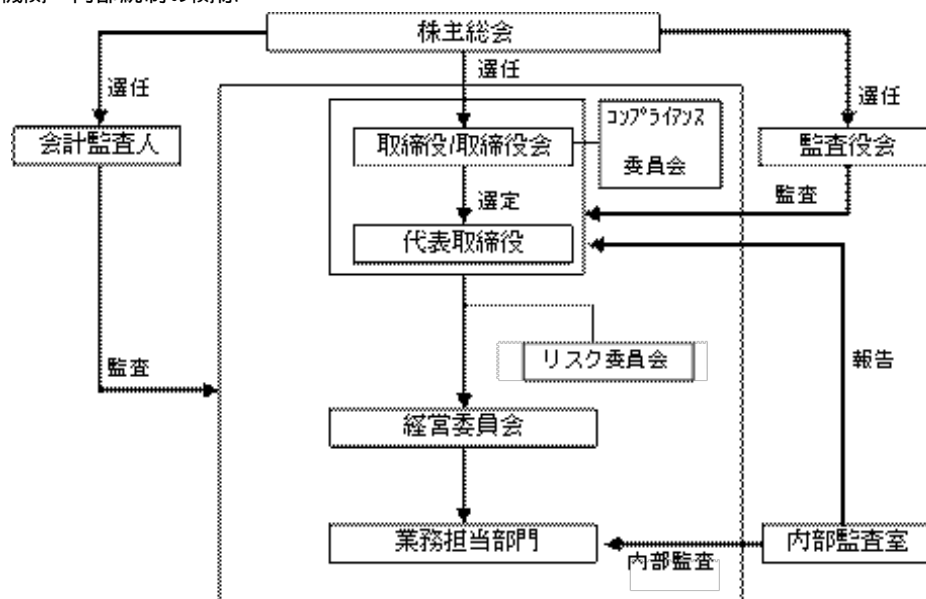 株主総会
選任
選任
選任
会計監査人
取締役/取締役会
コンプライアンス
委員会
監査役会
選定
監査
代表取締役
リスク委員会
監査
報告
経営委員会
業務担当部門
内部監査
内部監査室